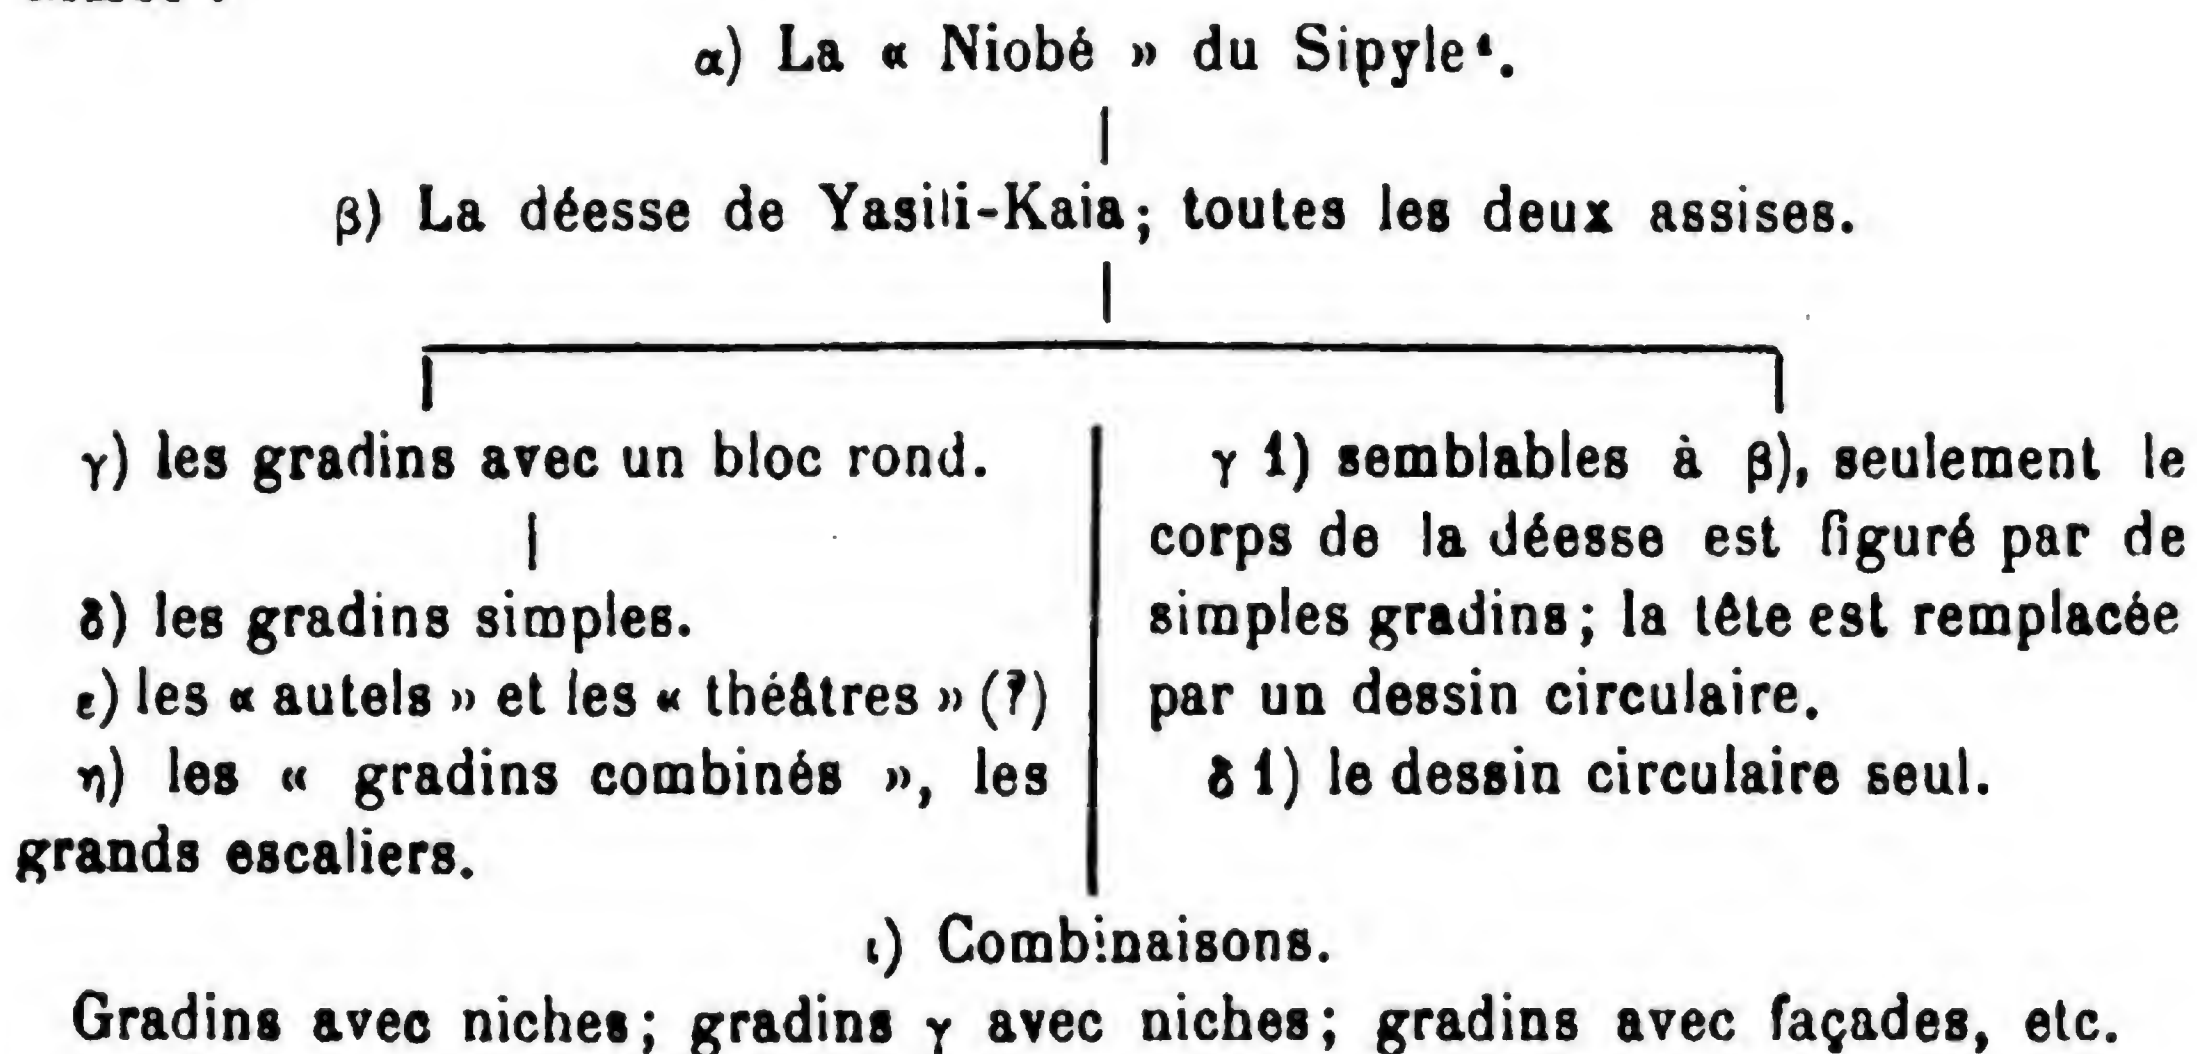 α) La « Niobé » du Sipyle¹.
β) La déesse de Yasili-Kaia; toutes les deux assises.
γ) les gradins avec un bloc rond.
δ) les gradins simples.
ε) les « autels » et les « théâtres » (?)
η) les « gradins combinés », les
grands escaliers.
γ 1) semblables à β), seulement le
corps de la déesse est figuré par de
simples gradins; la tête est remplacée
par un dessin circulaire.
δ 1) le dessin circulaire seul.
ι) Combinaisons.
Gradins avec niches; gradins γ avec niches; gradins avec façades, etc.